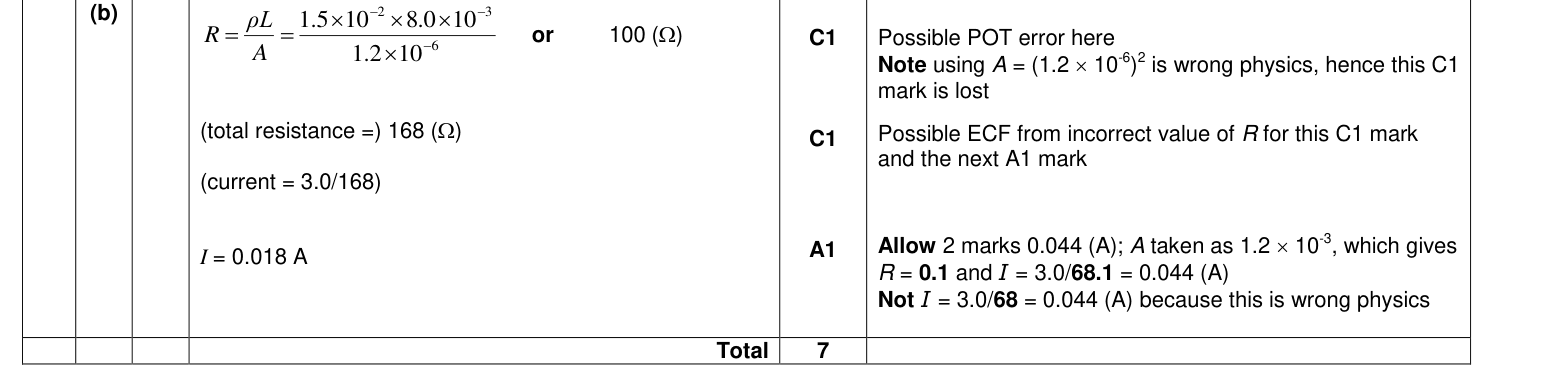 (b)
R = ρL/A = 1.5×10⁻² × 8.0×10⁻³ / 1.2×10⁻⁶ or 100 (Ω)
C1
Possible POT error here
Note using A = (1.2 × 10⁻⁶)² is wrong physics, hence this C1
mark is lost
(total resistance =) 168 (Ω)
C1
Possible ECF from incorrect value of R for this C1 mark
and the next A1 mark
(current = 3.0/168)
I = 0.018 A
A1
Allow 2 marks 0.044 (A); A taken as 1.2 × 10⁻³, which gives
R = 0.1 and I = 3.0/68.1 = 0.044 (A)
Not I = 3.0/68 = 0.044 (A) because this is wrong physics
Total 7